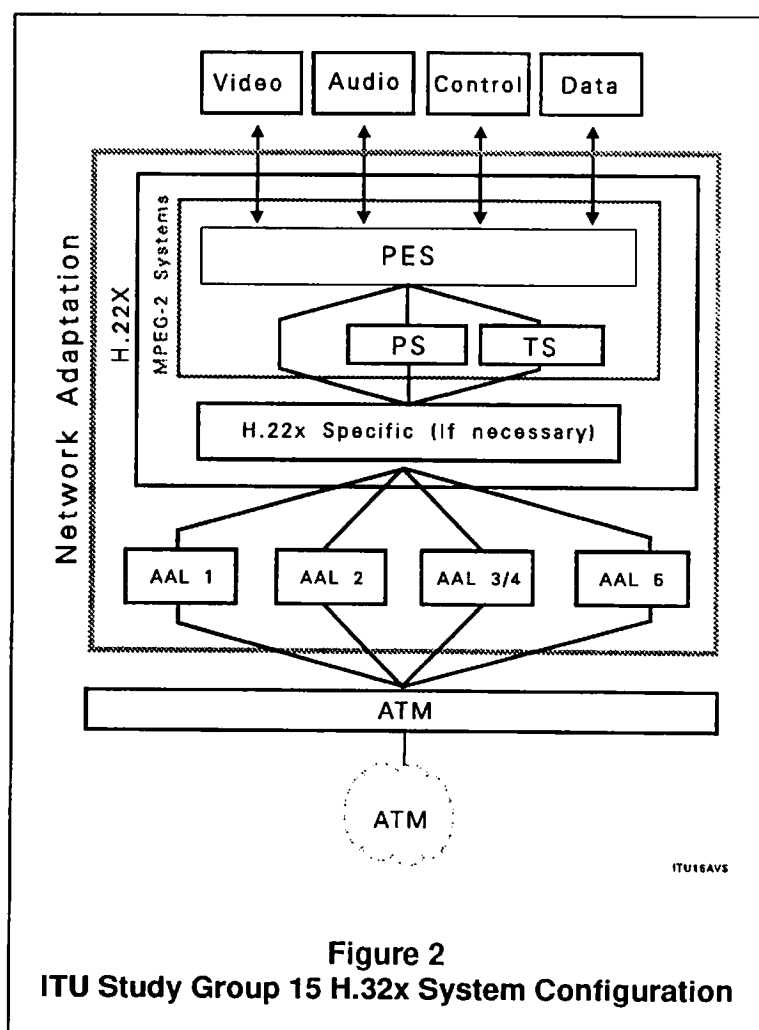 Video Audio Control Data
Network Adaptation
H.22X
MPEG-2 Systems
PES
PS TS
H.22x Specific (If necessary)
AAL 1 AAL 2 AAL 3/4 AAL 6
ATM
ATM
ITU16AVS
Figure 2
ITU Study Group 15 H.32x System Configuration